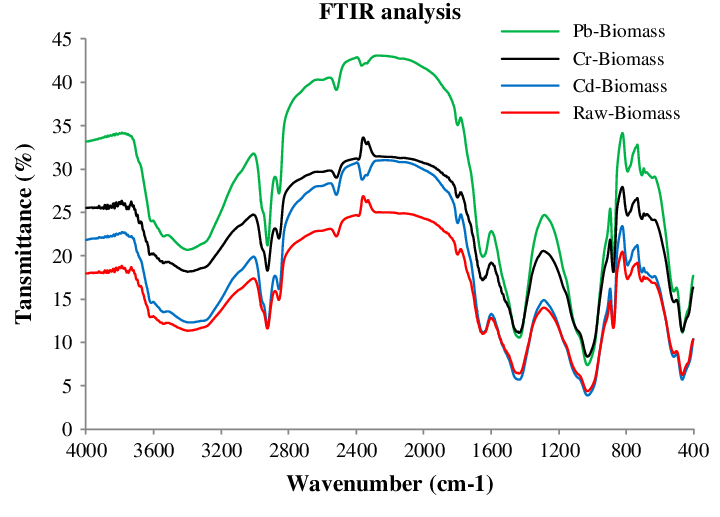 FTIR analysis
Pb-Biomass
Cr-Biomass
Cd-Biomass
Raw-Biomass
Transmittance (%)
45
40
35
30
25
20
15
10
5
0
4000 3600 3200 2800 2400 2000 1600 1200 800 400
Wavenumber (cm-1)